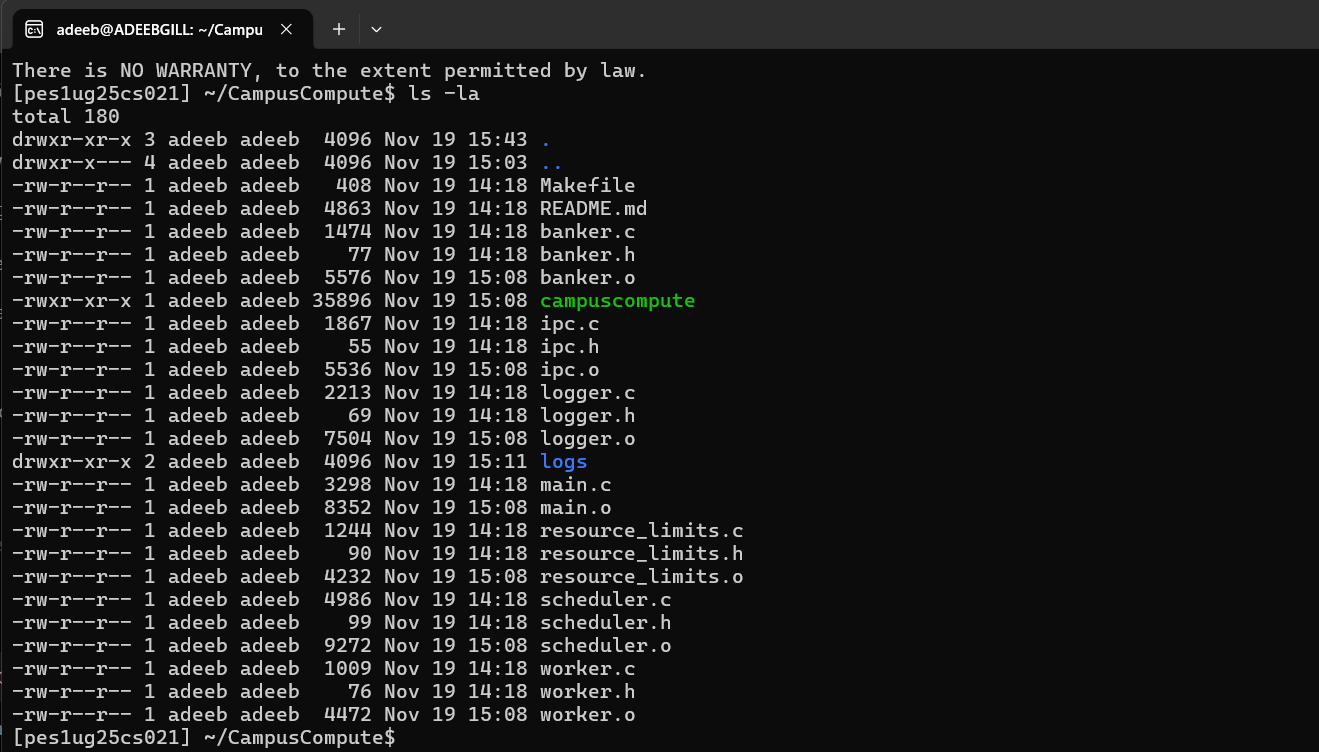 adeeb@ADEEBGILL: ~/Campu
There is NO WARRANTY, to the extent permitted by law.
[pes1ug25cs021] ~/CampusCompute$ ls -la
total 180
drwxr-xr-x 3 adeeb adeeb  4096 Nov 19 15:43 .
drwxr-x--- 4 adeeb adeeb  4096 Nov 19 15:03 ..
-rw-r--r-- 1 adeeb adeeb   408 Nov 19 14:18 Makefile
-rw-r--r-- 1 adeeb adeeb  4863 Nov 19 14:18 README.md
-rw-r--r-- 1 adeeb adeeb  1474 Nov 19 14:18 banker.c
-rw-r--r-- 1 adeeb adeeb    77 Nov 19 14:18 banker.h
-rw-r--r-- 1 adeeb adeeb  5576 Nov 19 15:08 banker.o
-rwxr-xr-x 1 adeeb adeeb 35896 Nov 19 15:08 campuscompute
-rw-r--r-- 1 adeeb adeeb  1867 Nov 19 14:18 ipc.c
-rw-r--r-- 1 adeeb adeeb    55 Nov 19 14:18 ipc.h
-rw-r--r-- 1 adeeb adeeb  5536 Nov 19 15:08 ipc.o
-rw-r--r-- 1 adeeb adeeb  2213 Nov 19 14:18 logger.c
-rw-r--r-- 1 adeeb adeeb    69 Nov 19 14:18 logger.h
-rw-r--r-- 1 adeeb adeeb  7504 Nov 19 15:08 logger.o
drwxr-xr-x 2 adeeb adeeb  4096 Nov 19 15:11 logs
-rw-r--r-- 1 adeeb adeeb  3298 Nov 19 14:18 main.c
-rw-r--r-- 1 adeeb adeeb  8352 Nov 19 15:08 main.o
-rw-r--r-- 1 adeeb adeeb  1244 Nov 19 14:18 resource_limits.c
-rw-r--r-- 1 adeeb adeeb    90 Nov 19 14:18 resource_limits.h
-rw-r--r-- 1 adeeb adeeb  4232 Nov 19 15:08 resource_limits.o
-rw-r--r-- 1 adeeb adeeb  4986 Nov 19 14:18 scheduler.c
-rw-r--r-- 1 adeeb adeeb    99 Nov 19 14:18 scheduler.h
-rw-r--r-- 1 adeeb adeeb  9272 Nov 19 15:08 scheduler.o
-rw-r--r-- 1 adeeb adeeb  1009 Nov 19 14:18 worker.c
-rw-r--r-- 1 adeeb adeeb    76 Nov 19 14:18 worker.h
-rw-r--r-- 1 adeeb adeeb  4472 Nov 19 15:08 worker.o
[pes1ug25cs021] ~/CampusCompute$